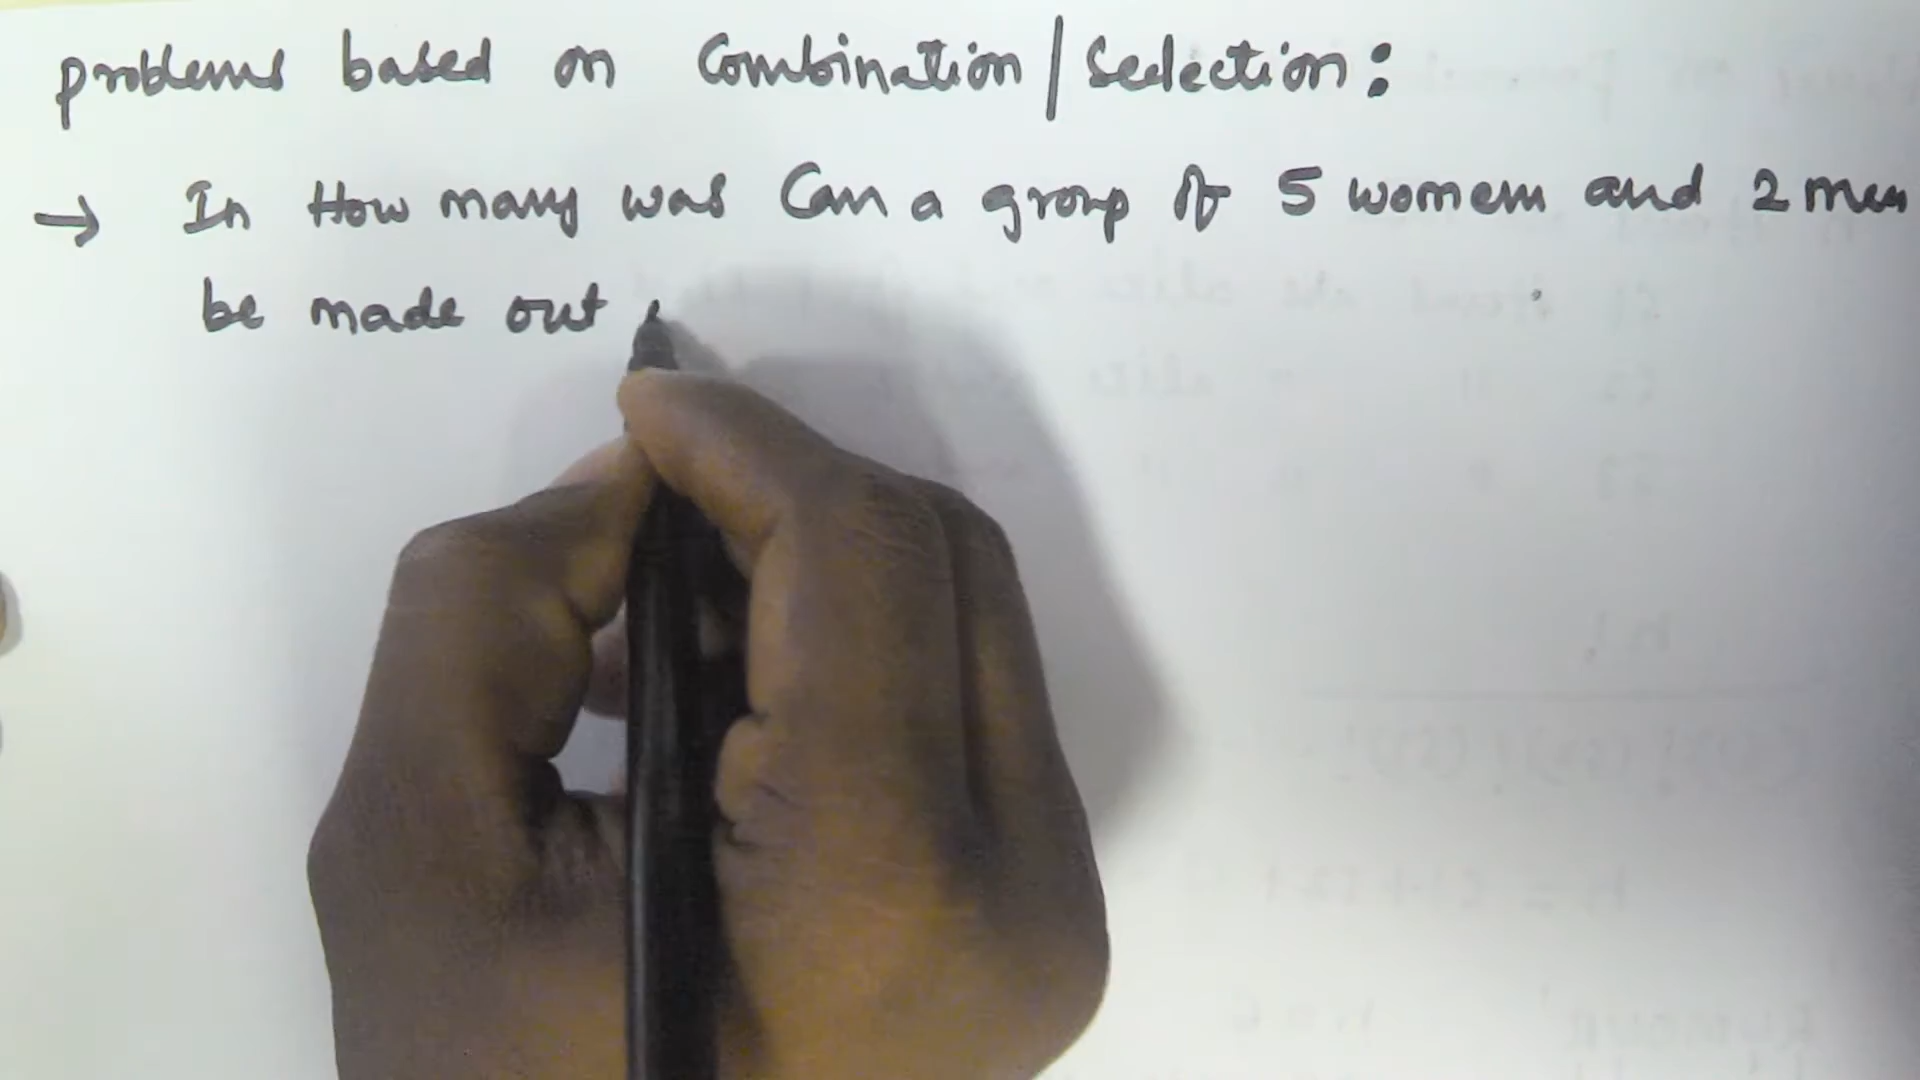 problems based on Combination/Selection:
→ In How many was Can a group of 5 women and 2 men
be made out